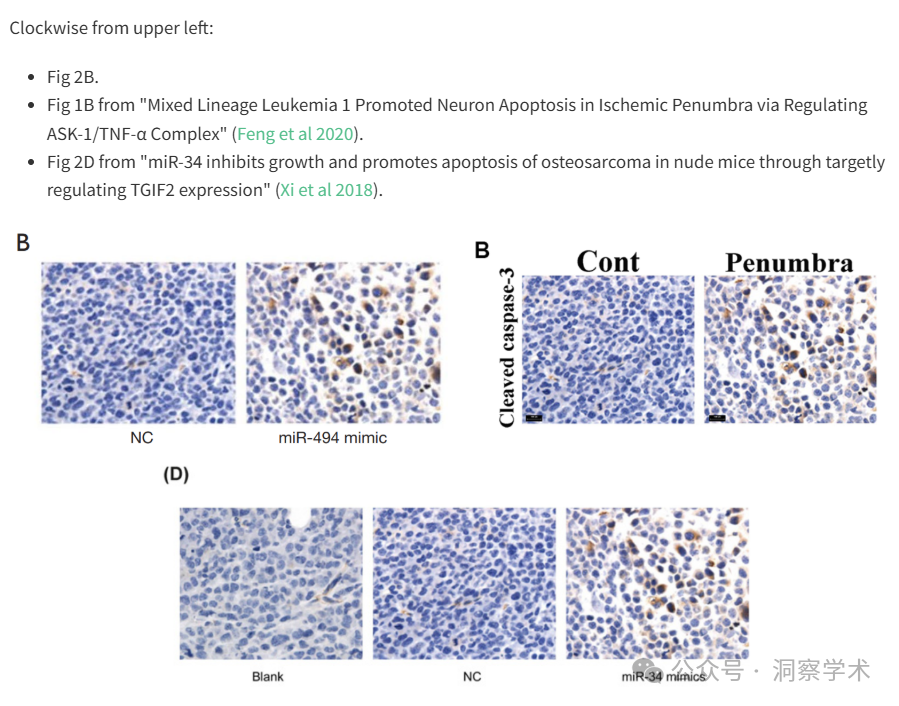 Clockwise from upper left:
• Fig 2B.
• Fig 1B from "Mixed Lineage Leukemia 1 Promoted Neuron Apoptosis in Ischemic Penumbra via Regulating
ASK-1/TNF-α Complex" (Feng et al 2020).
• Fig 2D from "miR-34 inhibits growth and promotes apoptosis of osteosarcoma in nude mice through targetly
regulating TGIF2 expression" (Xi et al 2018).
B
NC
miR-494 mimic
B
Cont
Penumbra
Cleaved caspase-3
(D)
Blank
NC
miR-34 mimics
公众号 · 洞察学术